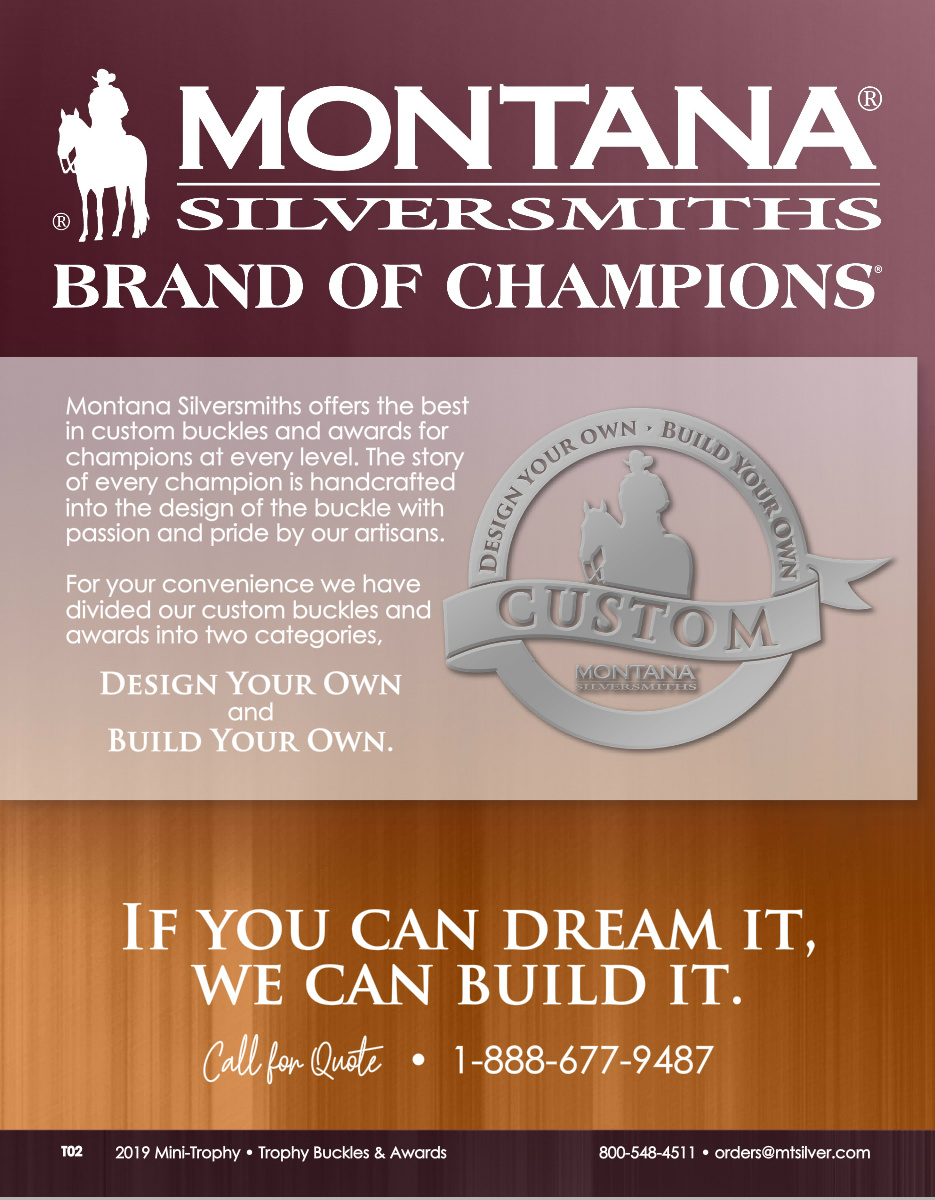 MONTANA®
®
SILVERSMITHS
BRAND OF CHAMPIONS®
Montana Silversmiths offers the best
in custom buckles and awards for
champions at every level. The story
of every champion is handcrafted
into the design of the buckle with
passion and pride by our artisans.
For your convenience we have
divided our custom buckles and
awards into two categories,
DESIGN YOUR OWN
and
BUILD YOUR OWN.
DESIGN YOUR OWN · BUILD YOUR OWN
CUSTOM
MONTANA
SILVERSMITHS
IF YOU CAN DREAM IT,
WE CAN BUILD IT.
Call for Quote • 1-888-677-9487
T02 2019 Mini-Trophy • Trophy Buckles & Awards 800-548-4511 • orders@mtsilver.com